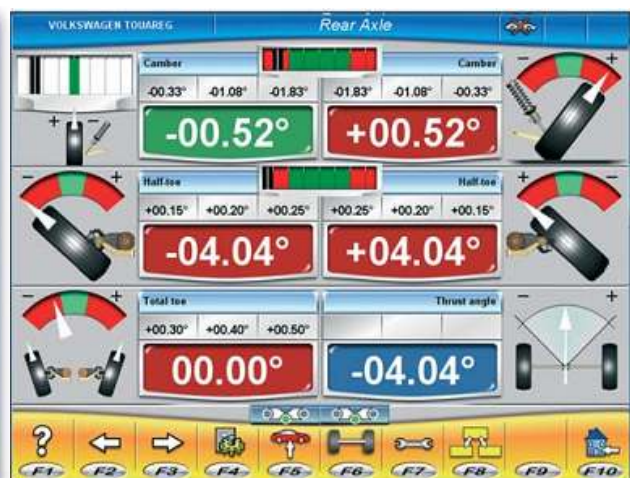 VOLKSWAGEN TOUAREG
Rear Axle
Camber
Camber
-00.33° -01.08° -01.83°
-01.83° -01.08° -00.33°
-00.52°
+00.52°
+ -
- +
Half-toe
Half-toe
- +
+00.15° +00.20° +00.25°
+00.25° +00.20° +00.15°
- +
-04.04°
+04.04°
Total toe
Thrust angle
- +
+00.30° +00.40° +00.50°
- +
00.00°
-04.04°
?
F1 F2 F3 F4 F5 F6 F7 F8 F9 F10